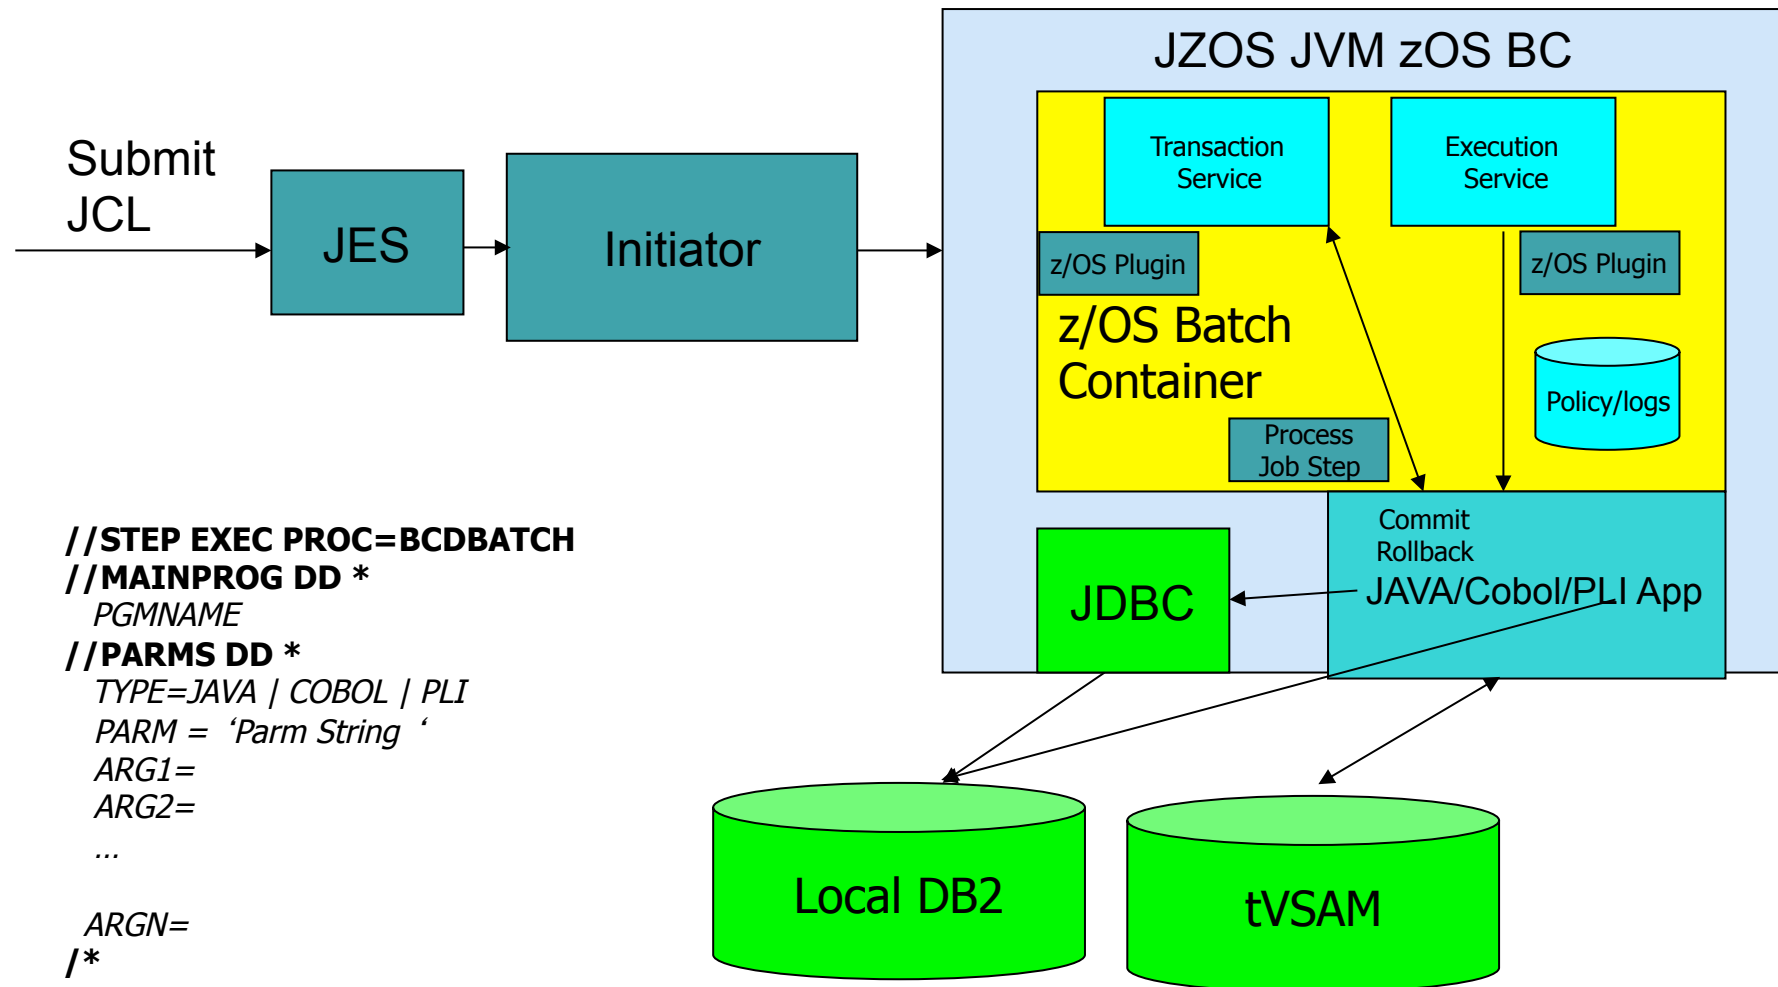 JZOS JVM zOS BC
Submit
JCL
JES
Initiator
Transaction
Service
Execution
Service
z/OS Plugin
z/OS Plugin
z/OS Batch
Container
Policy/logs
Process
Job Step
Commit
Rollback
JAVA/Cobol/PLI App
JDBC
Local DB2
tVSAM
//STEP EXEC PROC=BCDBATCH
//MAINPROG DD *
PGMNAME
//PARMS DD *
TYPE=JAVA | COBOL | PLI
PARM = ‘Parm String ‘
ARG1=
ARG2=
…
ARGN=
/*